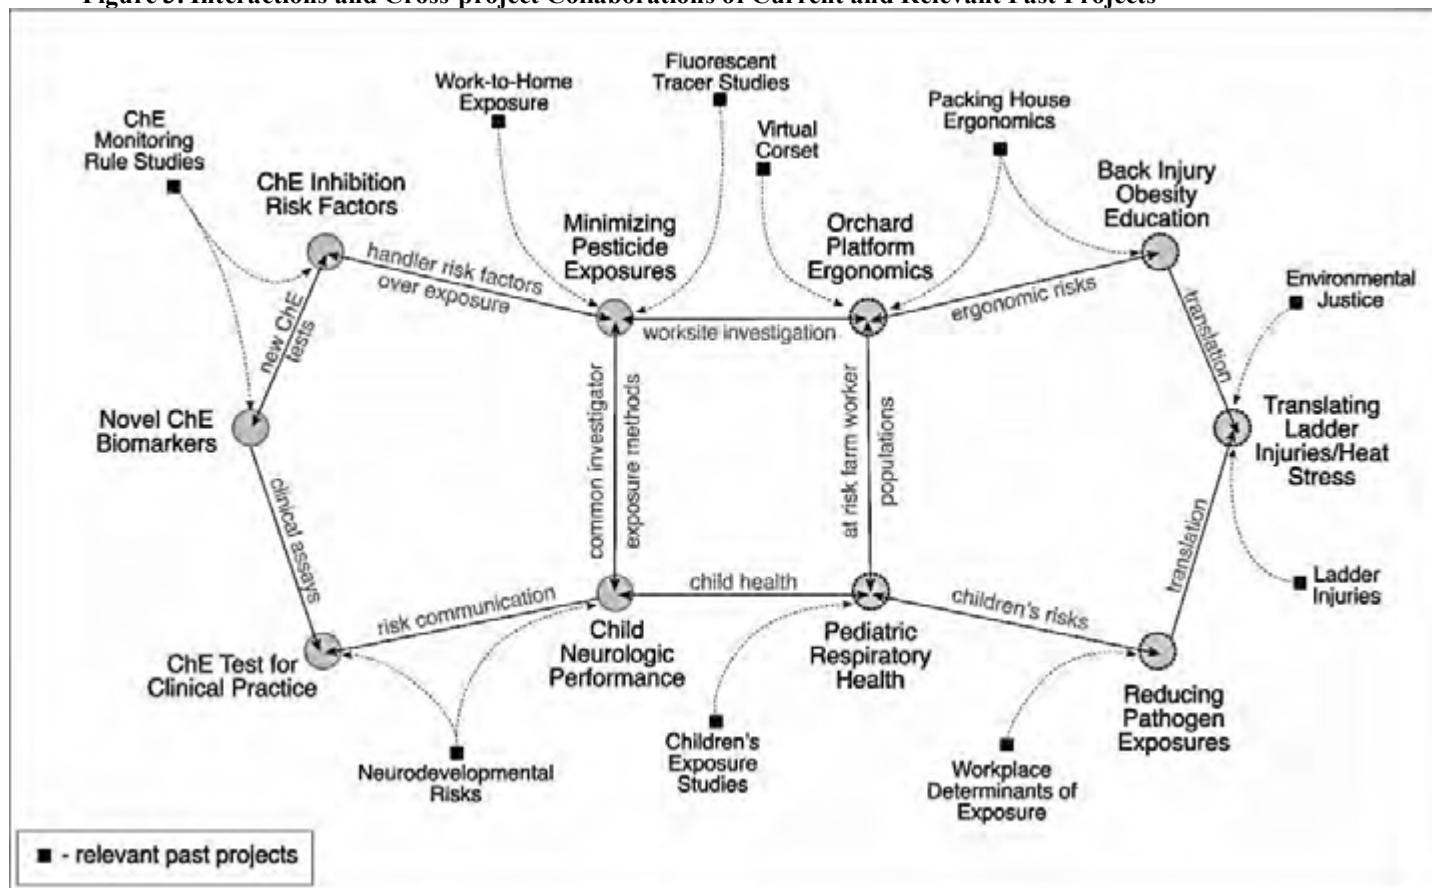 Figure 3. Interactions and Cross-project Collaborations of Current and Relevant Past Projects
ChE
Monitoring
Rule Studies
Work-to-Home
Exposure
Fluorescent
Tracer Studies
Virtual
Corset
Packing House
Ergonomics
ChE Inhibition
Risk Factors
Minimizing
Pesticide
Exposures
Orchard
Platform
Ergonomics
Back Injury
Obesity
Education
Environmental
Justice
handler risk factors
over exposure
worksite investigation
ergonomic risks
translation
new ChE
tests
Novel ChE
Biomarkers
common investigator
exposure methods
at risk farm worker
populations
Translating
Ladder
Injuries/Heat
Stress
clinical assays
risk communication
child health
children's risks
translation
Ladder
Injuries
ChE Test for
Clinical Practice
Child
Neurologic
Performance
Pediatric
Respiratory
Health
Reducing
Pathogen
Exposures
Neurodevelopmental
Risks
Children's
Exposure
Studies
Workplace
Determinants of
Exposure
■ - relevant past projects